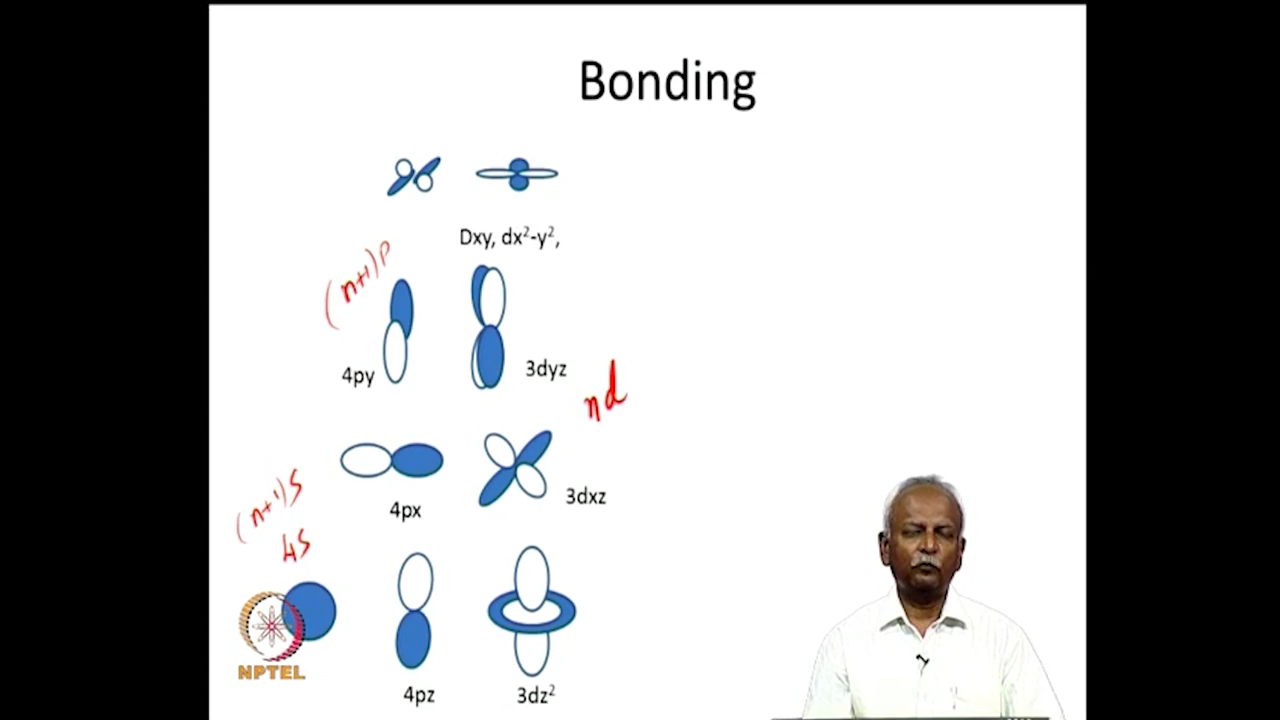 Bonding
Dxy, dx²-y²,
(n+1)p
4py
3dyz
nd
4px
3dxz
(n+1)s
4s
NPTEL
4pz
3dz²